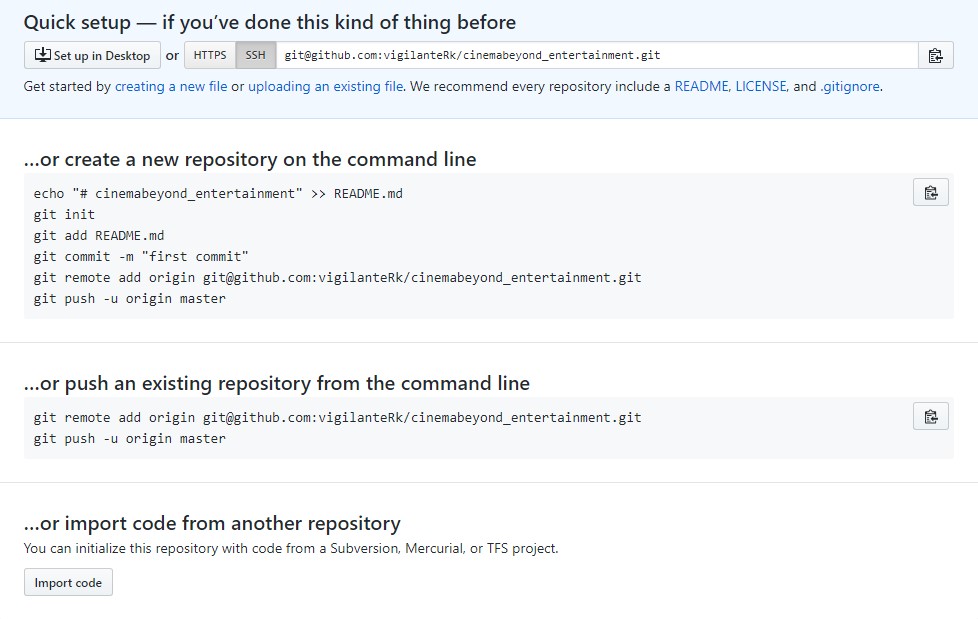 Quick setup — if you’ve done this kind of thing before
Set up in Desktop or HTTPS SSH git@github.com:vigilanteRk/cinemabeyond_entertainment.git
Get started by creating a new file or uploading an existing file. We recommend every repository include a README, LICENSE, and .gitignore.
…or create a new repository on the command line
echo "# cinemabeyond_entertainment" >> README.md
git init
git add README.md
git commit -m "first commit"
git remote add origin git@github.com:vigilanteRk/cinemabeyond_entertainment.git
git push -u origin master
…or push an existing repository from the command line
git remote add origin git@github.com:vigilanteRk/cinemabeyond_entertainment.git
git push -u origin master
…or import code from another repository
You can initialize this repository with code from a Subversion, Mercurial, or TFS project.
Import code